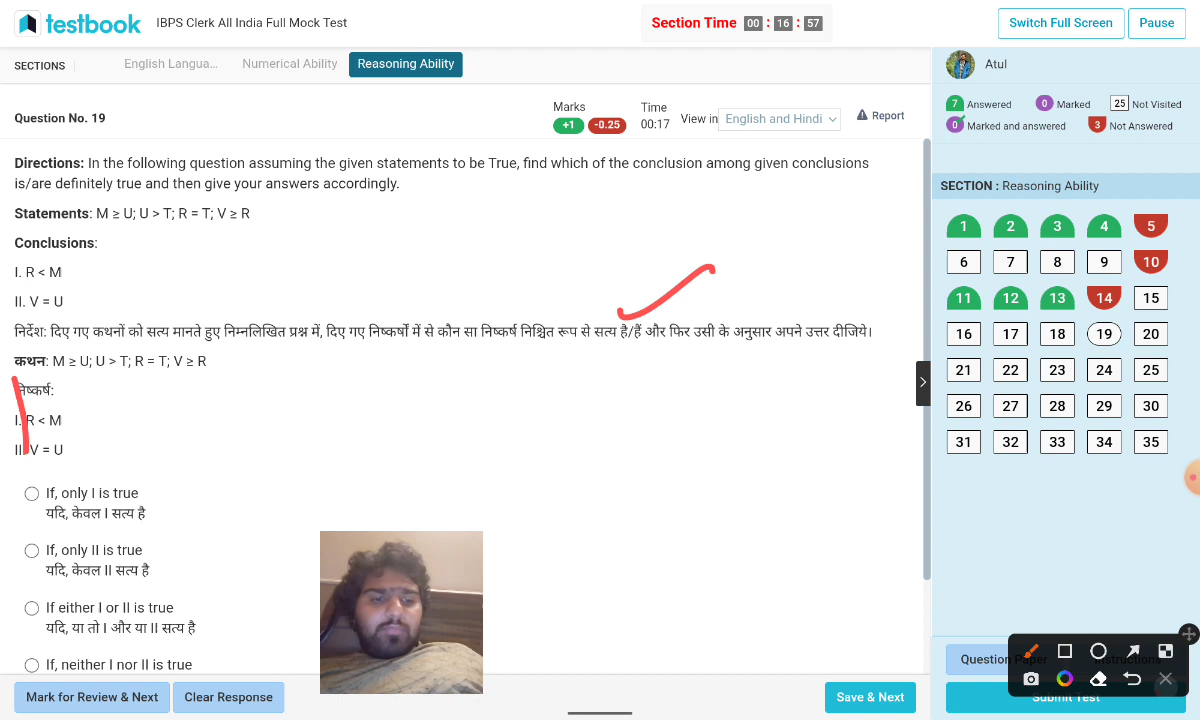 testbook
IBPS Clerk All India Full Mock Test
Section Time 00 : 16 : 57
Switch Full Screen
Pause
SECTIONS
English Langua...
Numerical Ability
Reasoning Ability
Atul
7 Answered
0 Marked
25 Not Visited
0 Marked and answered
3 Not Answered
Question No. 19
Marks
+1 -0.25
Time
00:17
View in English and Hindi
Report
SECTION : Reasoning Ability
Directions: In the following question assuming the given statements to be True, find which of the conclusion among given conclusions
is/are definitely true and then give your answers accordingly.
Statements: M ≥ U; U > T; R = T; V ≥ R
Conclusions:
I. R < M
II. V = U
निर्देश: दिए गए कथनों को सत्य मानते हुए निम्नलिखित प्रश्न में, दिए गए निष्कर्षों में से कौन सा निष्कर्ष निश्चित रूप से सत्य है/हैं और फिर उसी के अनुसार अपने उत्तर दीजिये।
कथन: M ≥ U; U > T; R = T; V ≥ R
निष्कर्ष:
I. R < M
II. V = U
If, only I is true
यदि, केवल I सत्य है
If, only II is true
यदि, केवल II सत्य है
If either I or II is true
यदि, या तो I और या II सत्य है
If, neither I nor II is true
1 2 3 4 5
6 7 8 9 10
11 12 13 14 15
16 17 18 19 20
21 22 23 24 25
26 27 28 29 30
31 32 33 34 35
Question Paper
Instructions
Mark for Review & Next
Clear Response
Save & Next
Submit Test